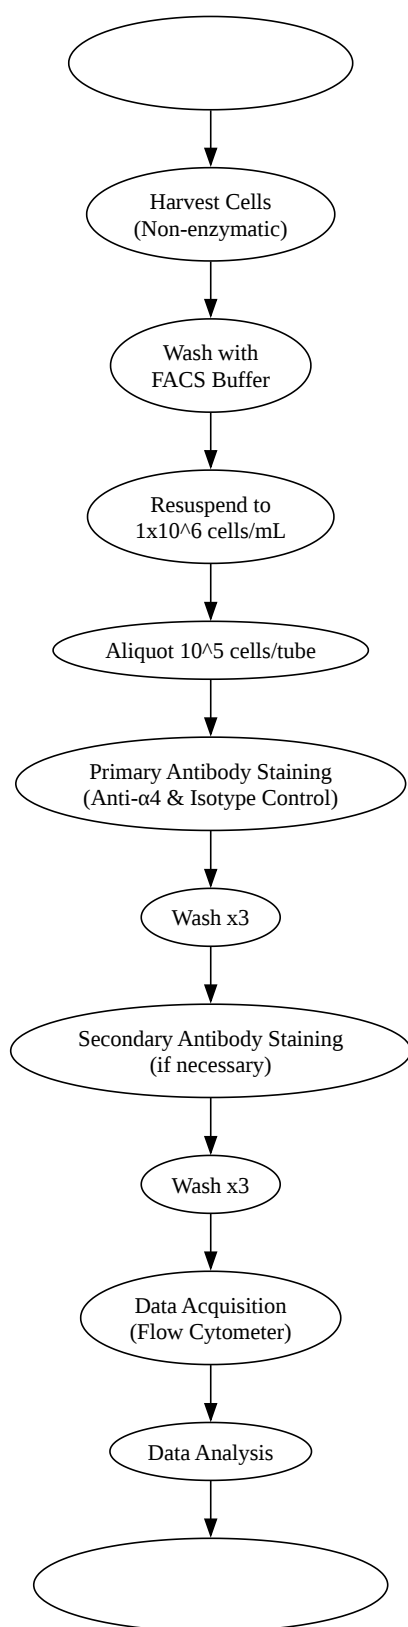 Harvest Cells
(Non-enzymatic)
Wash with
FACS Buffer
Resuspend to
1x10^6 cells/mL
Aliquot 10^5 cells/tube
Primary Antibody Staining
(Anti-α4 & Isotype Control)
Wash x3
Secondary Antibody Staining
(if necessary)
Wash x3
Data Acquisition
(Flow Cytometer)
Data Analysis